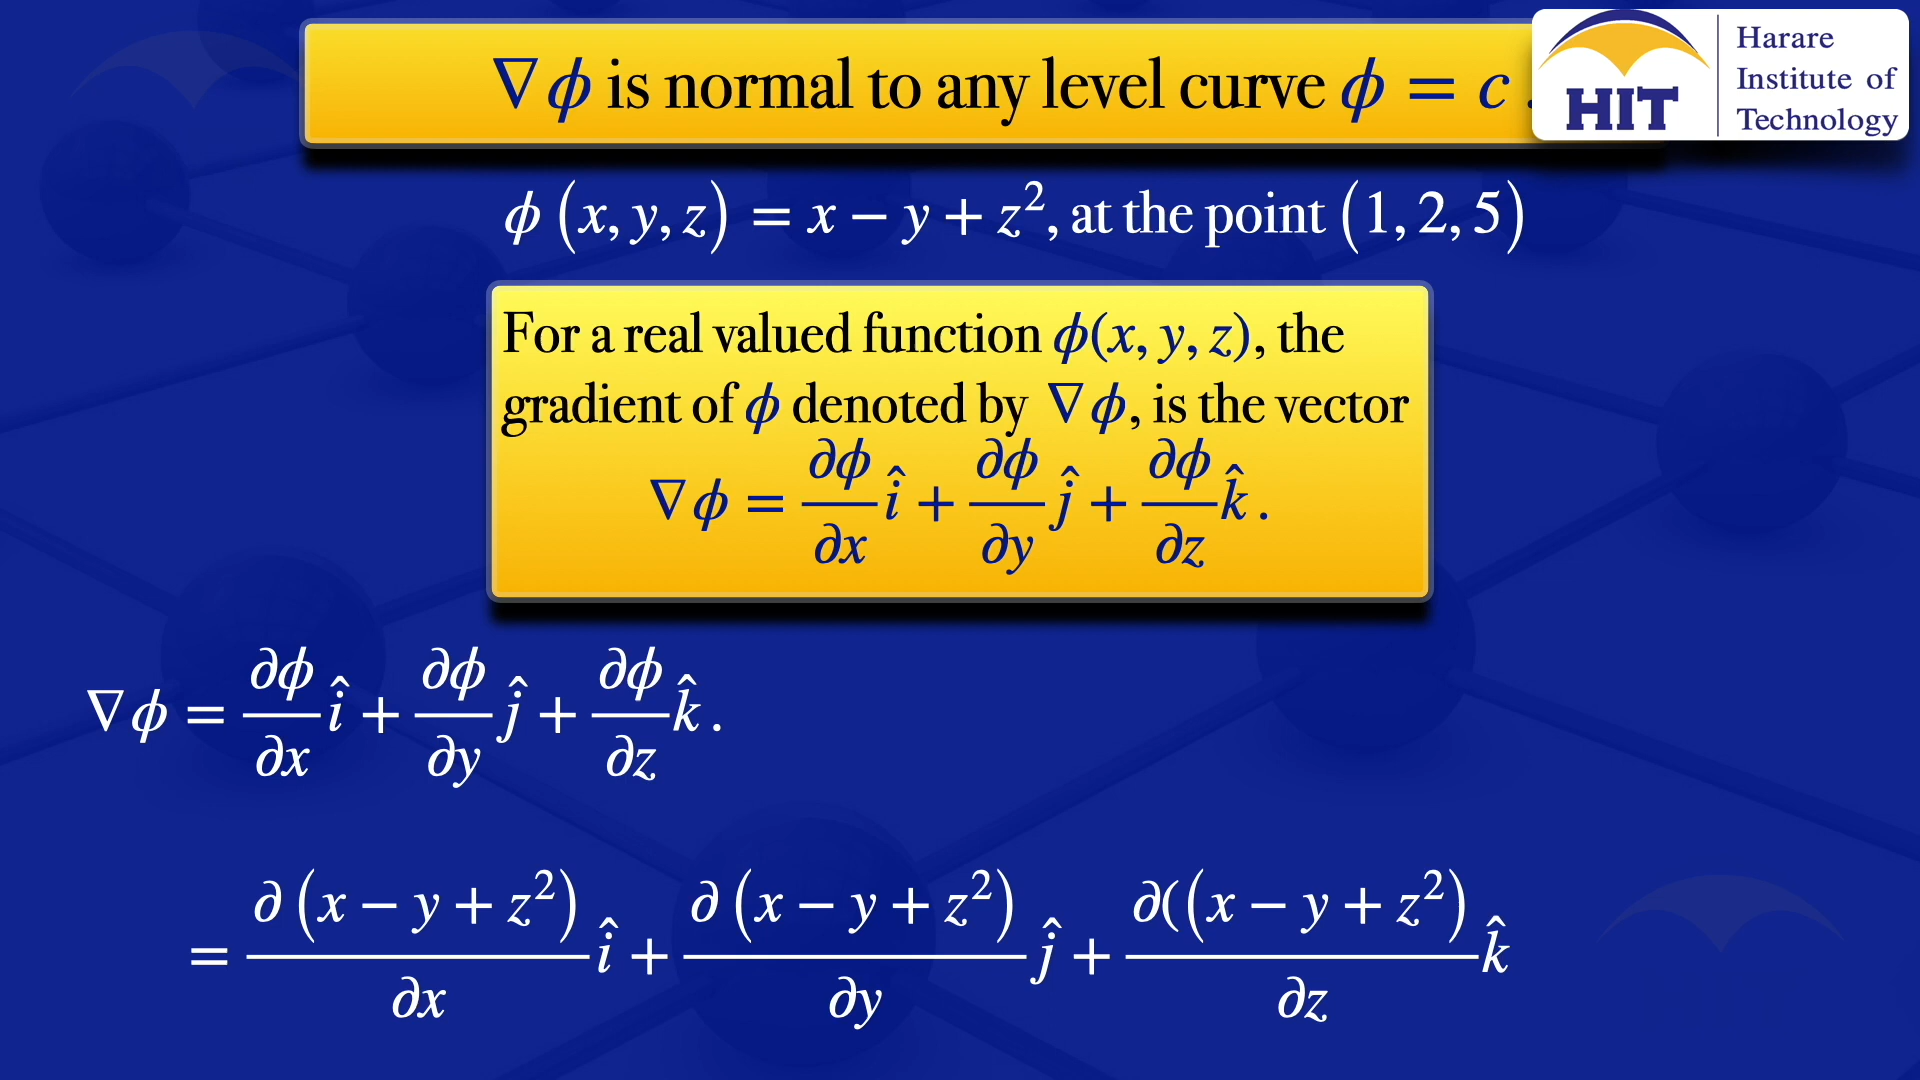 ∇ϕ is normal to any level curve ϕ = c .
HIT
Harare
Institute of
Technology
ϕ (x, y, z) = x − y + z², at the point (1, 2, 5)
For a real valued function ϕ(x, y, z), the
gradient of ϕ denoted by ∇ϕ, is the vector
∇ϕ = ∂ϕ/∂x î + ∂ϕ/∂y ĵ + ∂ϕ/∂z k̂ .
∇ϕ = ∂ϕ/∂x î + ∂ϕ/∂y ĵ + ∂ϕ/∂z k̂ .
= ∂ (x − y + z²)/∂x î + ∂ (x − y + z²)/∂y ĵ + ∂((x − y + z²)/∂z k̂